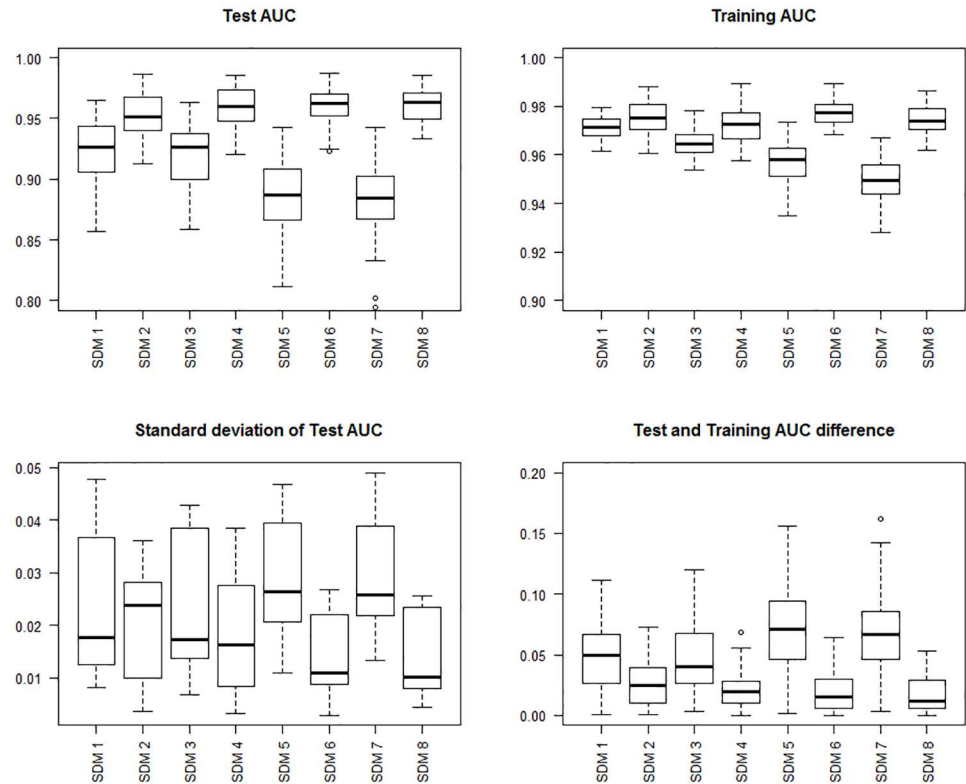 Test AUC
1.00
0.95
0.90
0.85
0.80
SDM 1
SDM 2
SDM 3
SDM 4
SDM 5
SDM 6
SDM 7
SDM 8
Training AUC
1.00
0.98
0.96
0.94
0.92
0.90
SDM 1
SDM 2
SDM 3
SDM 4
SDM 5
SDM 6
SDM 7
SDM 8
Standard deviation of Test AUC
0.05
0.04
0.03
0.02
0.01
SDM 1
SDM 2
SDM 3
SDM 4
SDM 5
SDM 6
SDM 7
SDM 8
Test and Training AUC difference
0.20
0.15
0.10
0.05
0.00
SDM 1
SDM 2
SDM 3
SDM 4
SDM 5
SDM 6
SDM 7
SDM 8